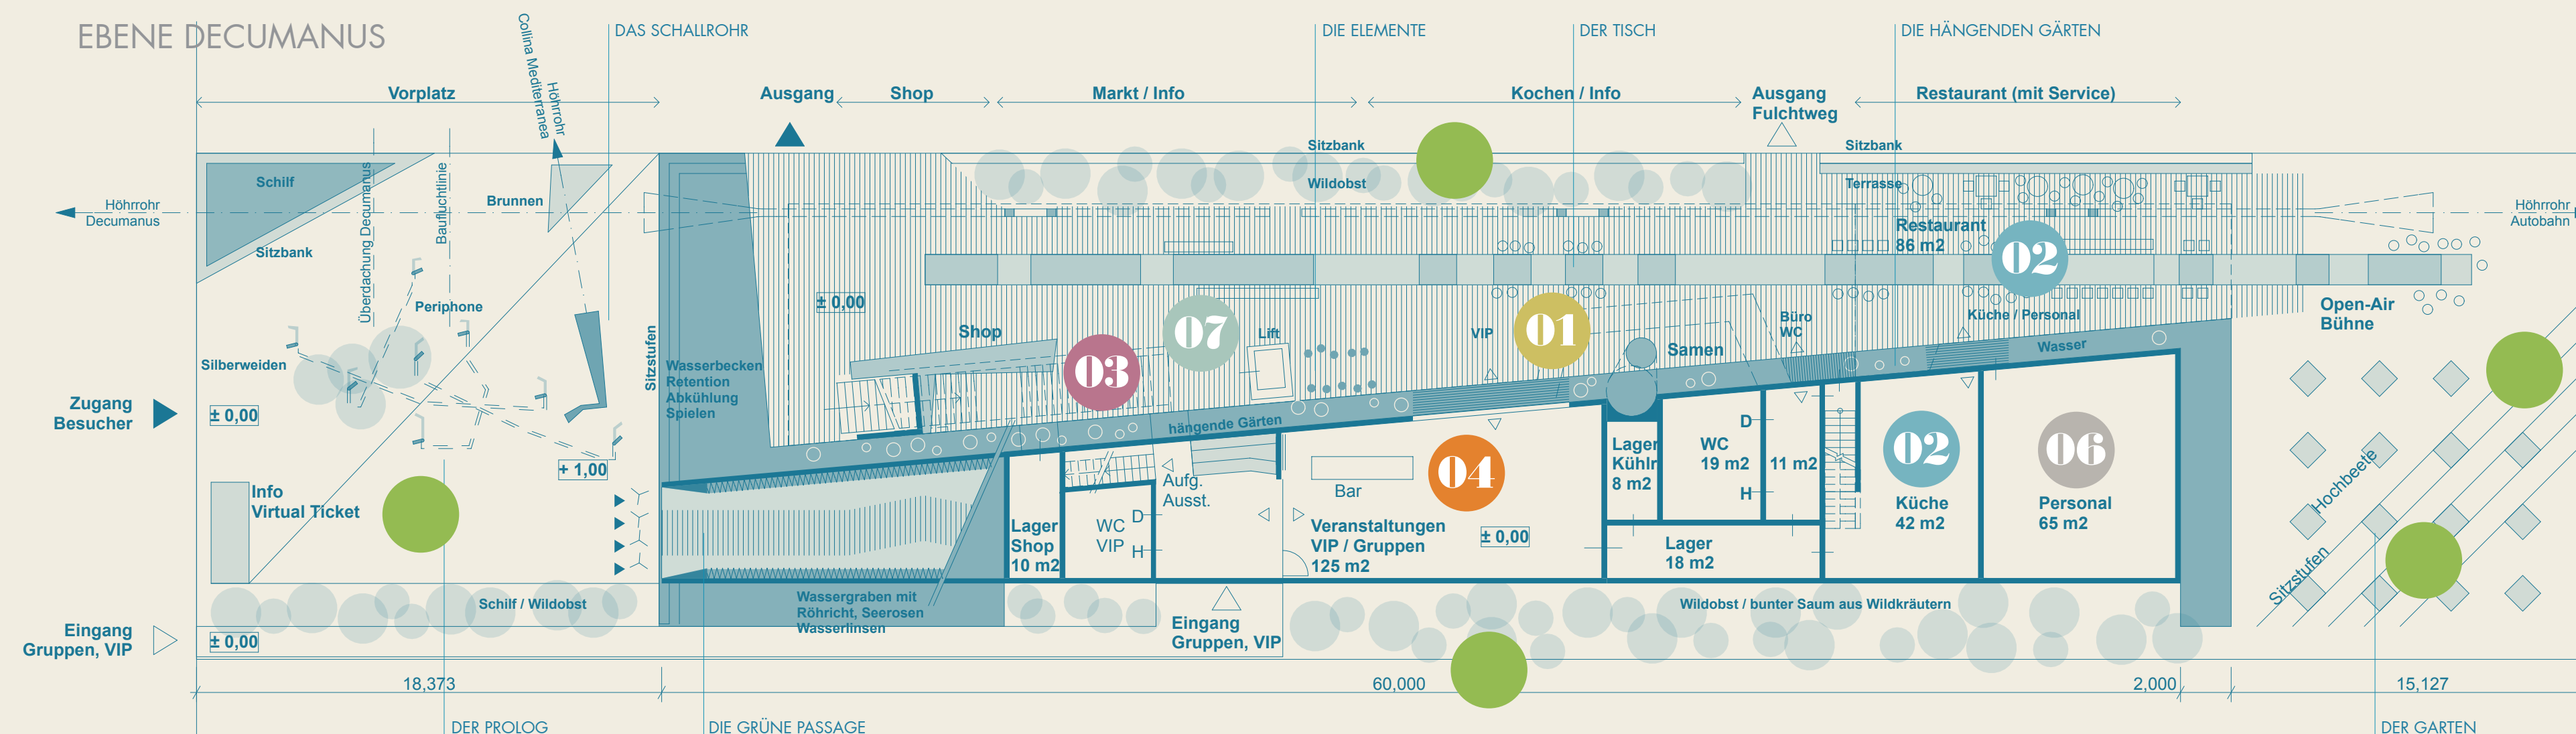 EBENE DECUMANUS
DAS SCHALLROHR
DIE ELEMENTE
DER TISCH
DIE HÄNGENDEN GÄRTEN
Collina Mediterranea
Höhrrohr
Vorplatz
Ausgang
Shop
Markt / Info
Kochen / Info
Ausgang
Fulchtweg
Restaurant (mit Service)
Sitzbank
Sitzbank
Schilf
Überdachung Decumanus
Baufluchtlinie
Brunnen
Wildobst
Terrasse
Höhrrohr
Decumanus
Höhrrohr
Autobahn
Sitzbank
Restaurant
86 m2
02
Periphone
± 0,00
Open-Air
Bühne
Shop
07
Lift
VIP
01
Büro
WC
Küche / Personal
Samen
Wasser
Silberweiden
Sitzstufen
Wasserbecken
Retention
Abkühlung
Spielen
03
Zugang
Besucher
± 0,00
hängende Gärten
+ 1,00
04
Lager
Kühlr
8 m2
D
WC
19 m2
H
11 m2
02
Küche
42 m2
06
Personal
65 m2
Hochbeete
Info
Virtual Ticket
Aufg.
Ausst.
Bar
Lager
Shop
10 m2
WC
VIP
D
H
Veranstaltungen
VIP / Gruppen
125 m2
± 0,00
Lager
18 m2
Sitzstufen
Schilf / Wildobst
Wassergraben mit
Röhricht, Seerosen
Wasserlinsen
Wildobst / bunter Saum aus Wildkräutern
Eingang
Gruppen, VIP
± 0,00
Eingang
Gruppen, VIP
18,373
60,000
2,000
15,127
DER PROLOG
DIE GRÜNE PASSAGE
DER GARTEN